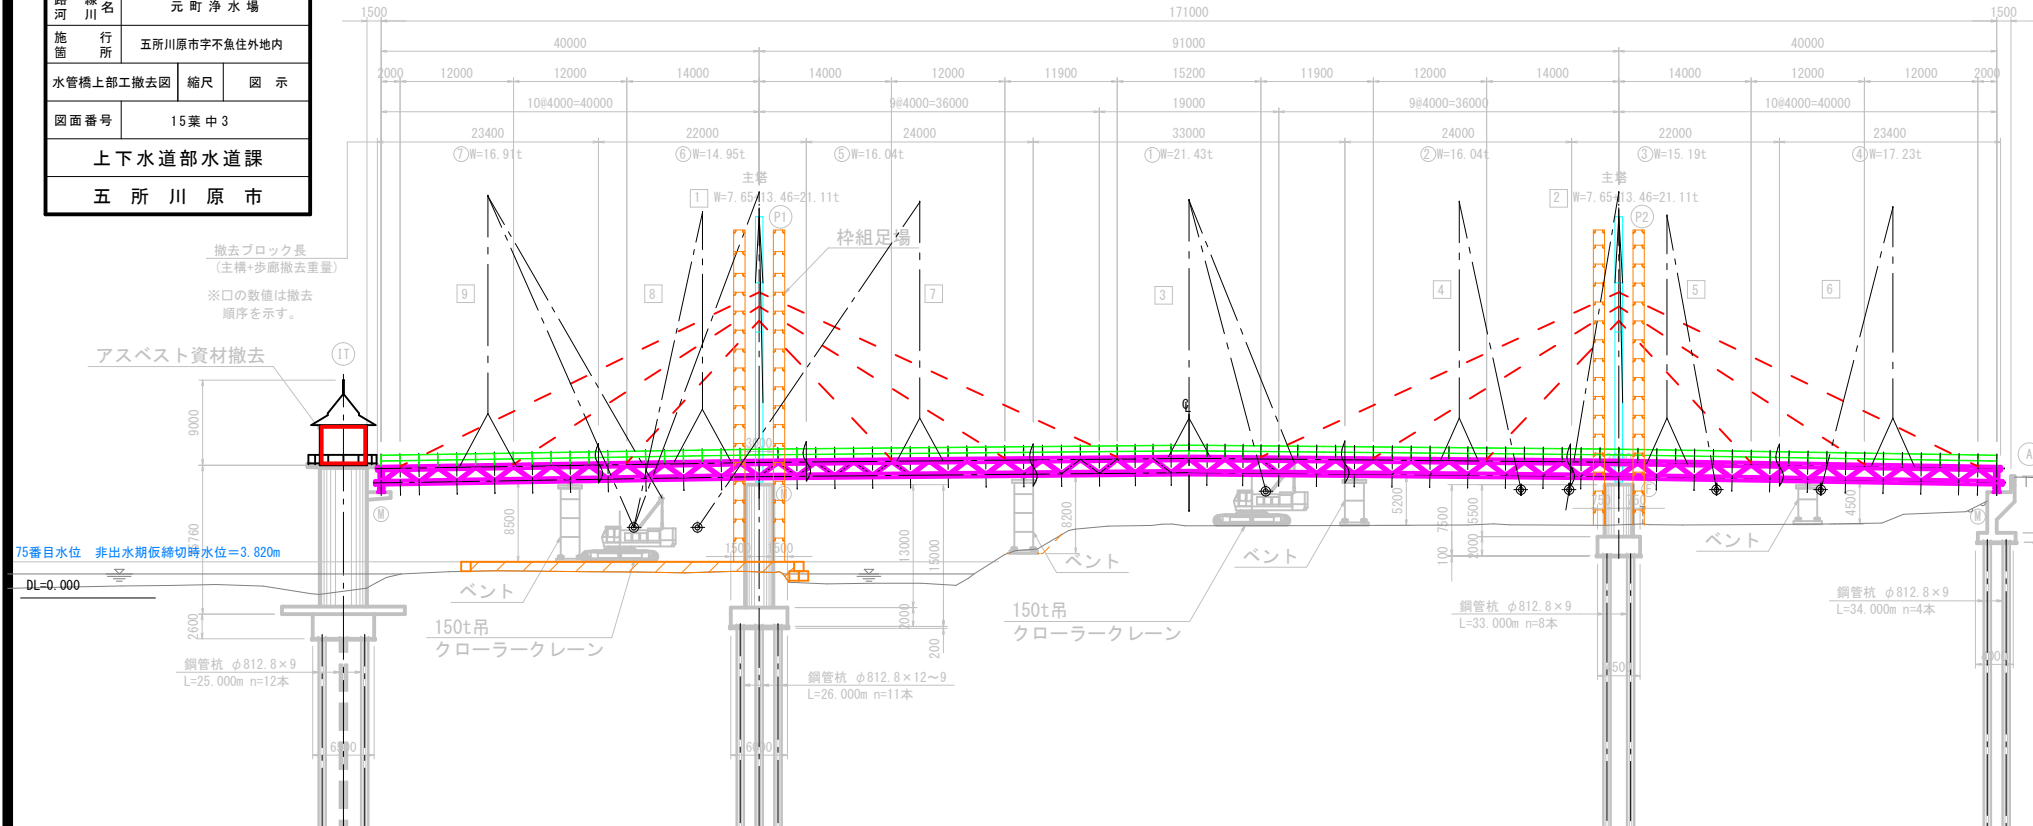 路線名
河川名
元町浄水場
施行
箇所
五所川原市字不魚住外地内
水管橋上部工撤去図 縮尺 図示
図面番号 15葉中3
上下水道部水道課
五所川原市
1500 171000 1500
40000 91000 40000
2000 12000 12000 14000 14000 12000 11900 15200 11900 12000 14000 14000 12000 12000 2000
10@4000=40000 9@4000=36000 19000 9@4000=36000 10@4000=40000
23400 22000 24000 33000 24000 22000 23400
⑦W=16.91t ⑥W=14.95t ⑤W=16.04t ①W=21.43t ②W=16.04t ③W=15.19t ④W=17.23t
主塔 主塔
1 W=7.65+13.46=21.11t 2 W=7.65+13.46=21.11t
P1 P2
枠組足場
撤去ブロック長
(主構+歩廊撤去重量)
※口の数値は撤去
順序を示す。
9 8 7 3 4 5 6
アスベスト資材撤去 IT
9000
3000
A
M
M
8500 13000 15000 8200 5200 7500 5500 4500
1500 1500
100 2000
75番目水位 非出水期仮締切時水位=3.820m
DL=0.000
ベント ベント ベント ベント
150t吊
クローラークレーン
150t吊
クローラークレーン
2600
2000
200
鋼管杭 φ812.8×9
L=25.000m n=12本
鋼管杭 φ812.8×12~9
L=26.000m n=11本
鋼管杭 φ812.8×9
L=33.000m n=8本
鋼管杭 φ812.8×9
L=34.000m n=4本